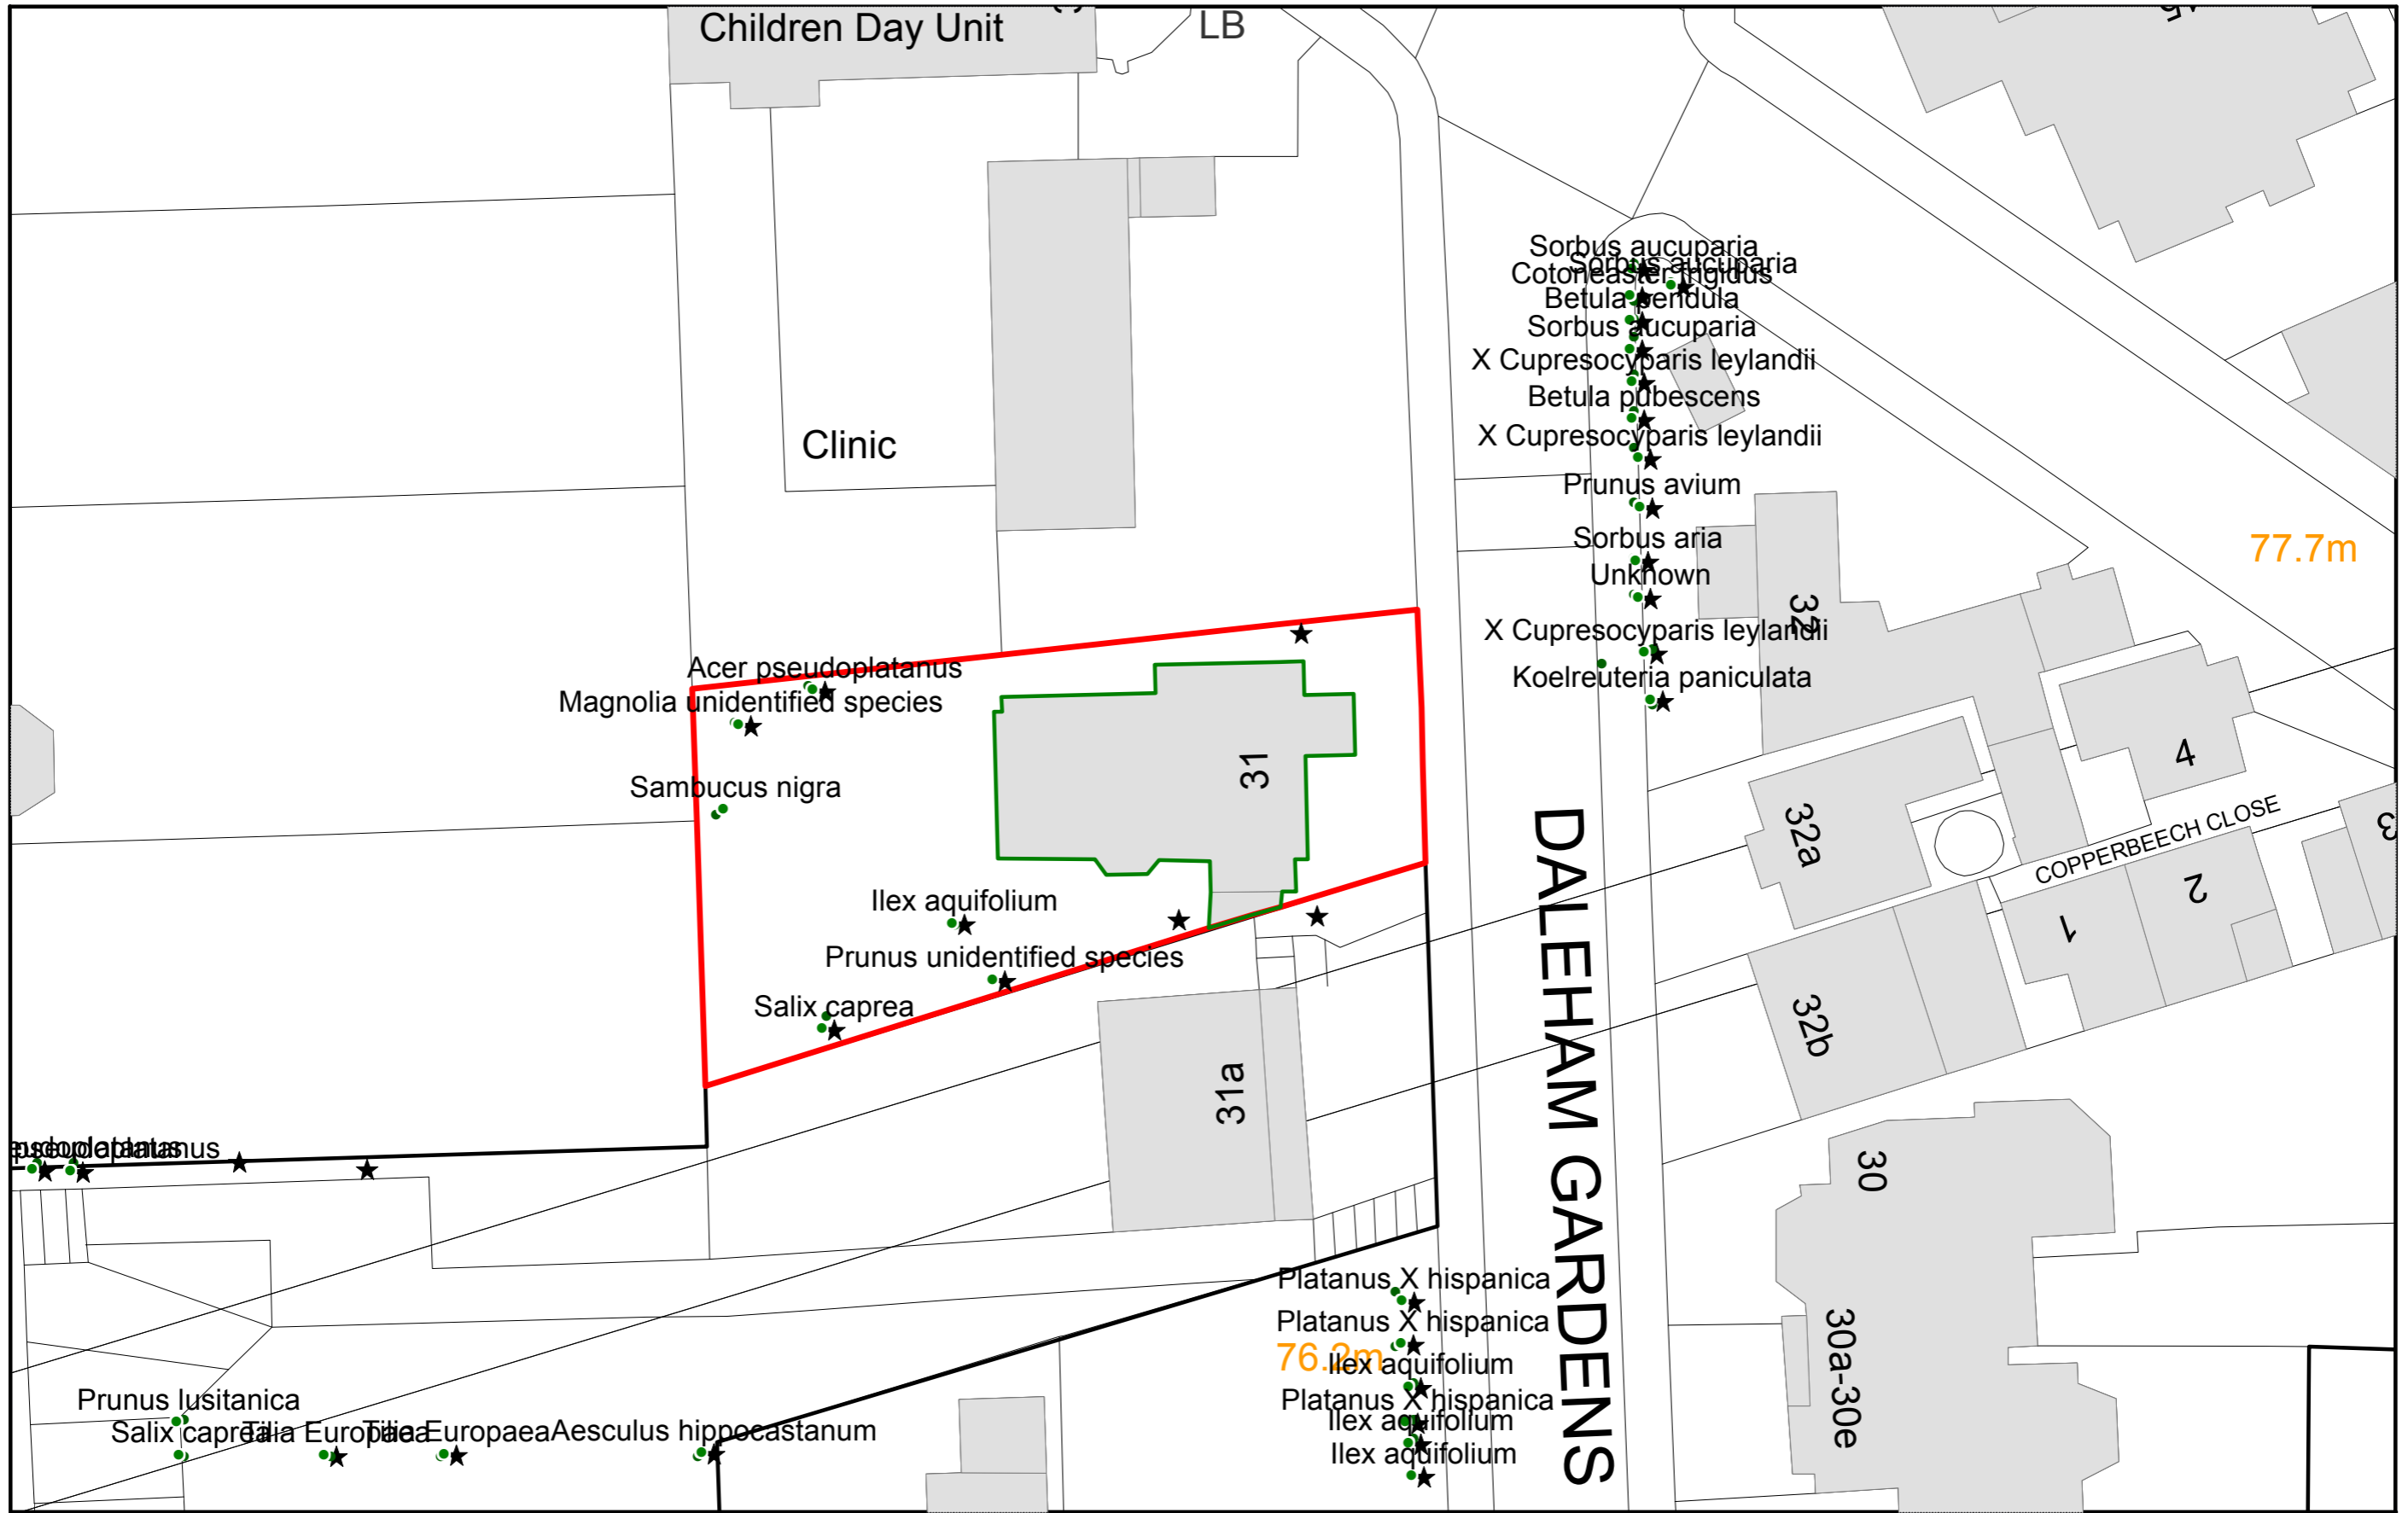 Children Day Unit
LB
45
Sorbus aucuparia
Sorbus aucuparia
Cotoneaster frigidus
Betula pendula
Sorbus aucuparia
X Cupresocyparis leylandii
Betula pubescens
Clinic
X Cupresocyparis leylandii
Prunus avium
Sorbus aria
77.7m
Unknown
32
X Cupresocyparis leylandii
Acer pseudoplatanus
Koelreuteria paniculata
Magnolia unidentified species
31
4
Sambucus nigra
32a
COPPERBEECH CLOSE
3
Ilex aquifolium
2
1
Prunus unidentified species
Salix caprea
32b
31a
DALEHAM GARDENS
pseudoplatanus
30
Platanus X hispanica
Platanus X hispanica
76.2m
Ilex aquifolium
30a-30e
Prunus lusitanica
Platanus X hispanica
Ilex aquifolium
Salix caprea
Tilia Europaea
Tilia Europaea
Aesculus hippocastanum
Ilex aquifolium